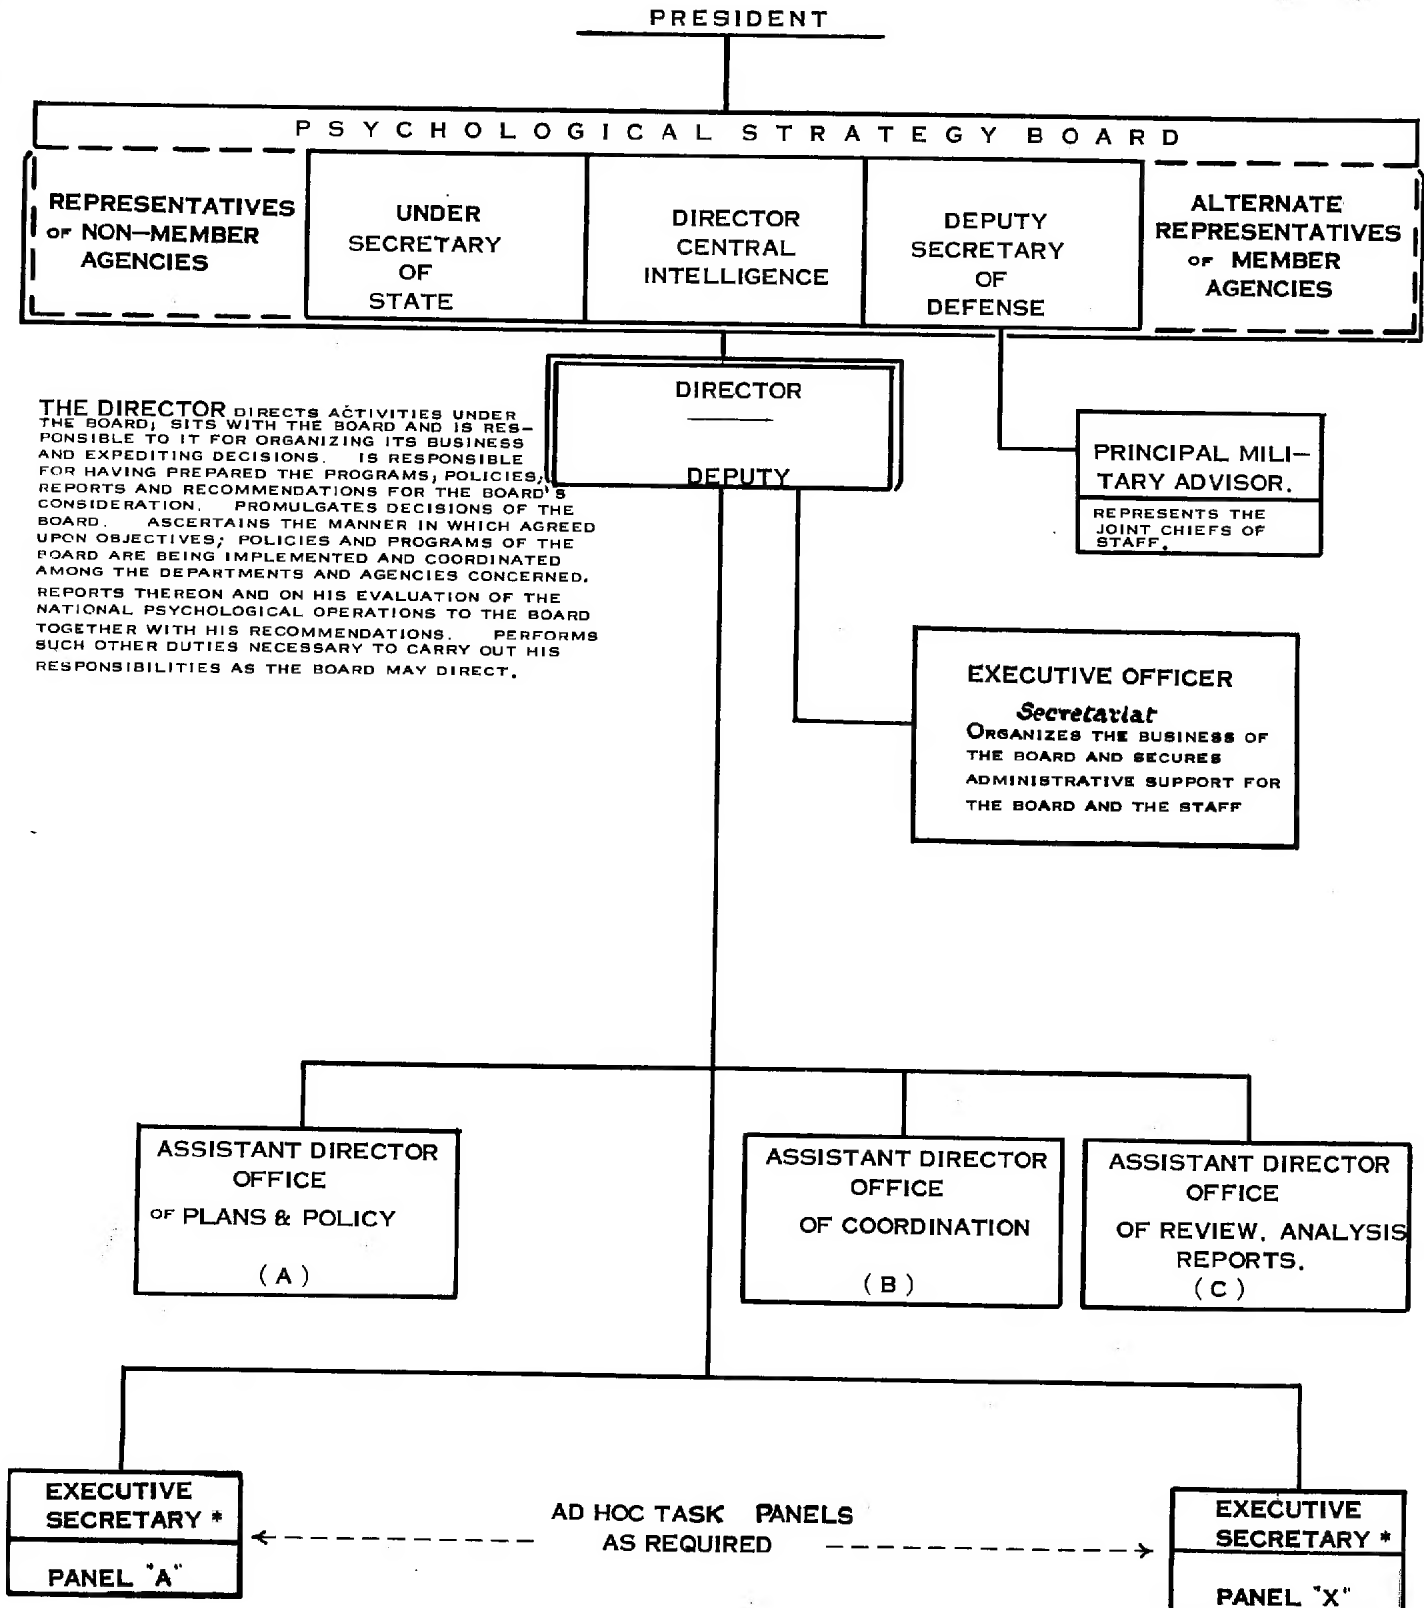 PRESIDENT
PSYCHOLOGICAL STRATEGY BOARD
REPRESENTATIVES
OF NON—MEMBER
AGENCIES
UNDER
SECRETARY
OF
STATE
DIRECTOR
CENTRAL
INTELLIGENCE
DEPUTY
SECRETARY
OF
DEFENSE
ALTERNATE
REPRESENTATIVES
OF MEMBER
AGENCIES
DIRECTOR
DEPUTY
THE DIRECTOR DIRECTS ACTIVITIES UNDER
THE BOARD; SITS WITH THE BOARD AND IS RES—
PONSIBLE TO IT FOR ORGANIZING ITS BUSINESS
AND EXPEDITING DECISIONS. IS RESPONSIBLE
FOR HAVING PREPARED THE PROGRAMS, POLICIES,
REPORTS AND RECOMMENDATIONS FOR THE BOARD'S
CONSIDERATION. PROMULGATES DECISIONS OF THE
BOARD. ASCERTAINS THE MANNER IN WHICH AGREED
UPON OBJECTIVES; POLICIES AND PROGRAMS OF THE
BOARD ARE BEING IMPLEMENTED AND COORDINATED
AMONG THE DEPARTMENTS AND AGENCIES CONCERNED.
REPORTS THEREON AND ON HIS EVALUATION OF THE
NATIONAL PSYCHOLOGICAL OPERATIONS TO THE BOARD
TOGETHER WITH HIS RECOMMENDATIONS. PERFORMS
SUCH OTHER DUTIES NECESSARY TO CARRY OUT HIS
RESPONSIBILITIES AS THE BOARD MAY DIRECT.
PRINCIPAL MILI—
TARY ADVISOR.
REPRESENTS THE
JOINT CHIEFS OF
STAFF.
EXECUTIVE OFFICER
Secretariat
ORGANIZES THE BUSINESS OF
THE BOARD AND SECURES
ADMINISTRATIVE SUPPORT FOR
THE BOARD AND THE STAFF
ASSISTANT DIRECTOR
OFFICE
OF PLANS & POLICY
(A)
ASSISTANT DIRECTOR
OFFICE
OF COORDINATION
(B)
ASSISTANT DIRECTOR
OFFICE
OF REVIEW. ANALYSIS
REPORTS.
(C)
EXECUTIVE
SECRETARY *
PANEL "A"
AD HOC TASK PANELS
AS REQUIRED
EXECUTIVE
SECRETARY *
PANEL "X"